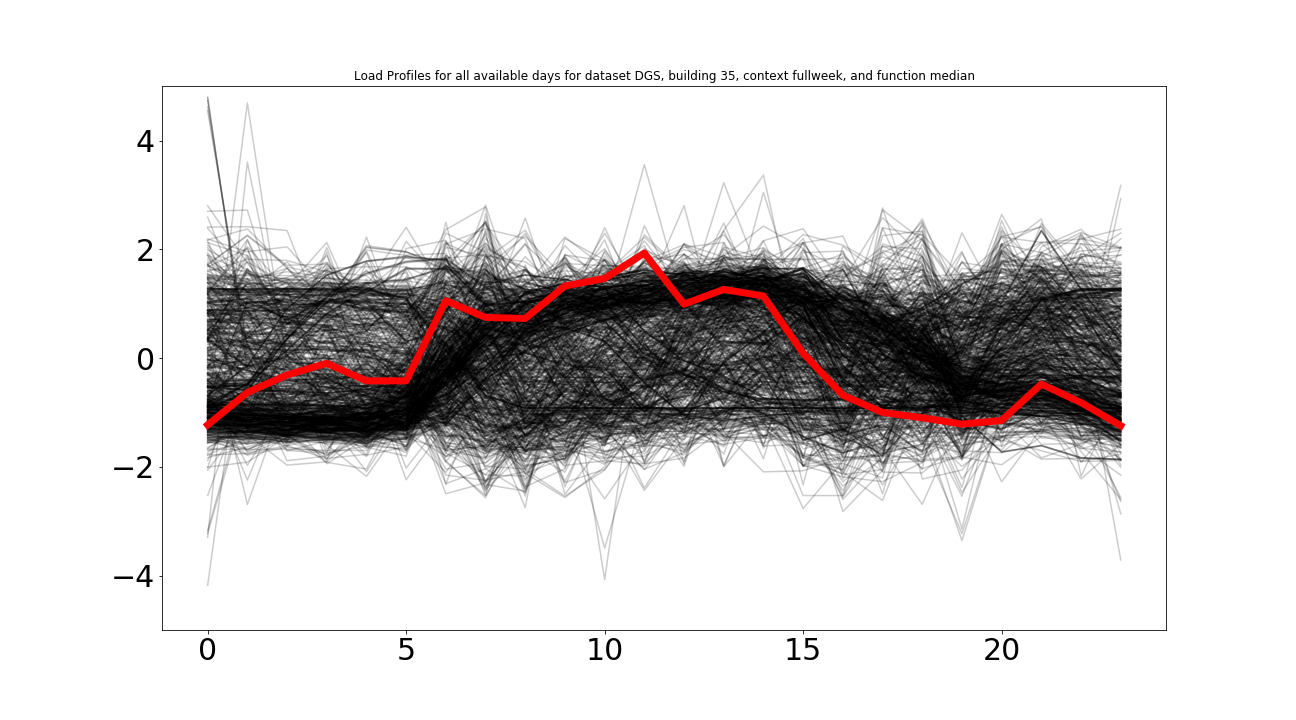 Load Profiles for all available days for dataset DGS, building 35, context fullweek, and function median
4
2
0
−2
−4
0 5 10 15 20